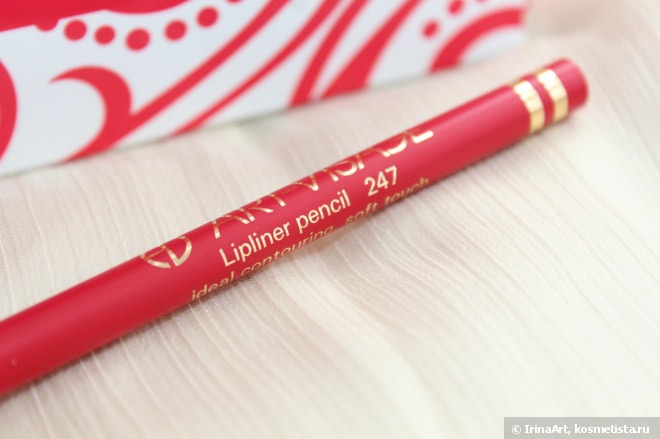 ART-VISAGE
Lipliner pencil 247
ideal contouring, soft touch
© IrinaArt, kosmetista.ru